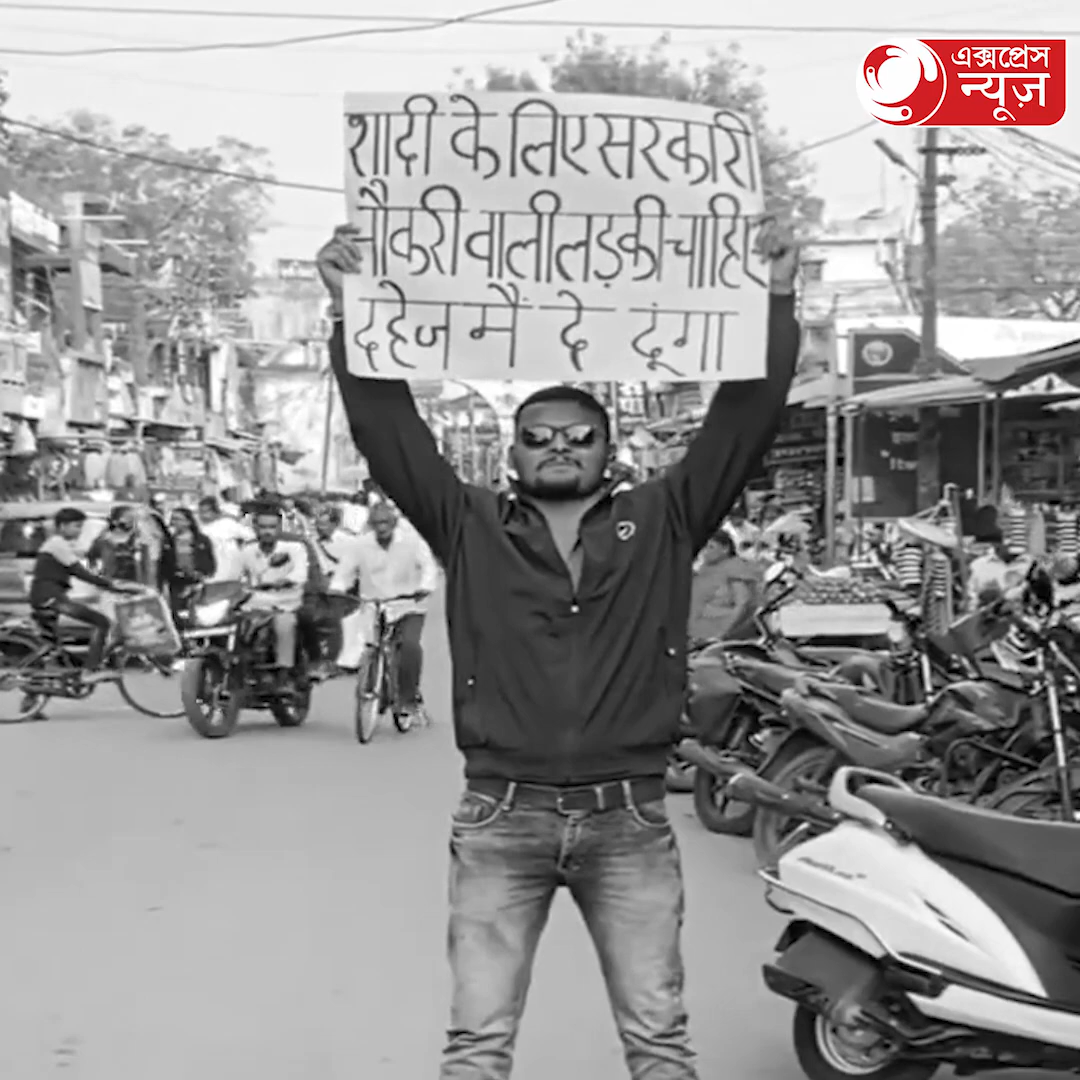 एक्सप्रेस
न्यूज़
शादी के लिए सरकारी
नौकरी वाली लड़की चाहिए
दहेज मैं दे दूंगा